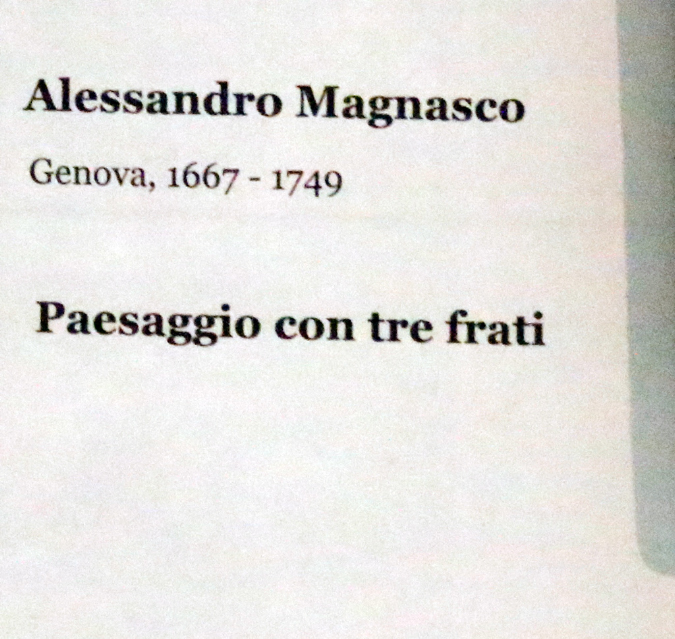 Alessandro Magnasco
Genova, 1667 - 1749
Paesaggio con tre frati